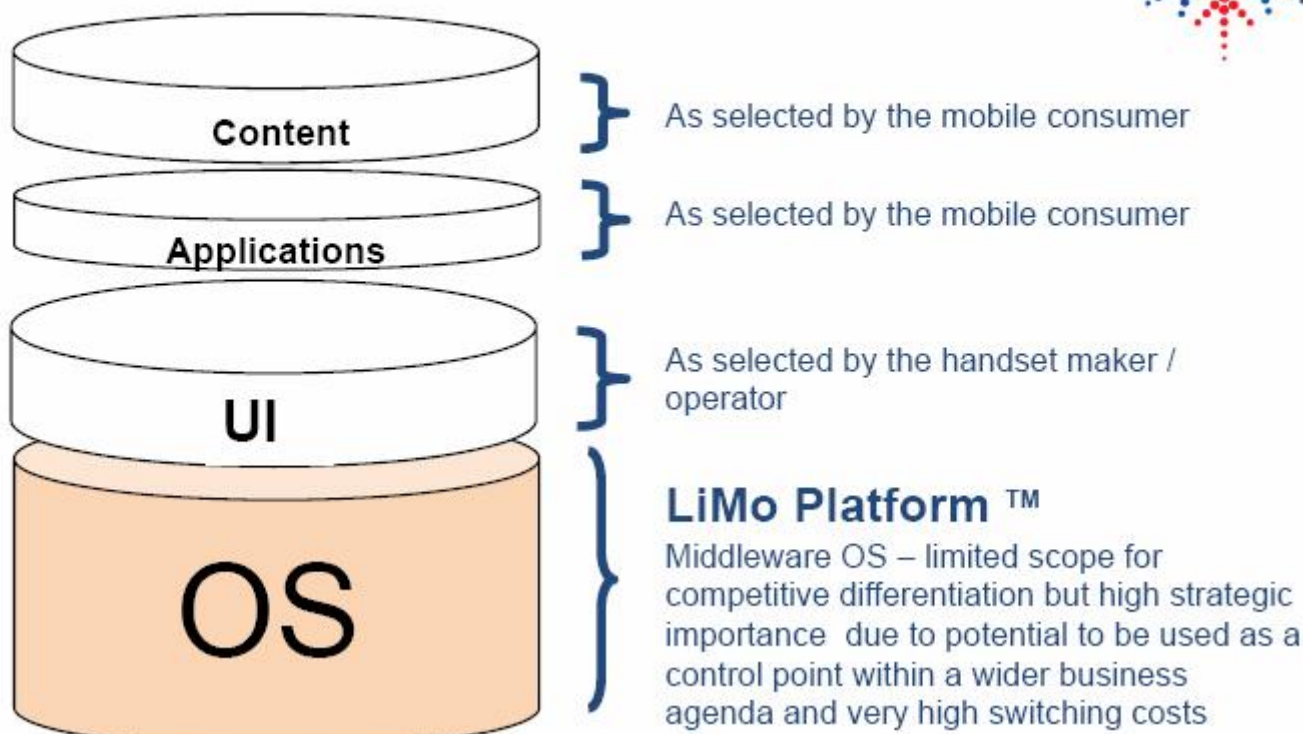 Content
As selected by the mobile consumer
Applications
As selected by the mobile consumer
UI
As selected by the handset maker /
operator
OS
LiMo Platform ™
Middleware OS – limited scope for
competitive differentiation but high strategic
importance due to potential to be used as a
control point within a wider business
agenda and very high switching costs